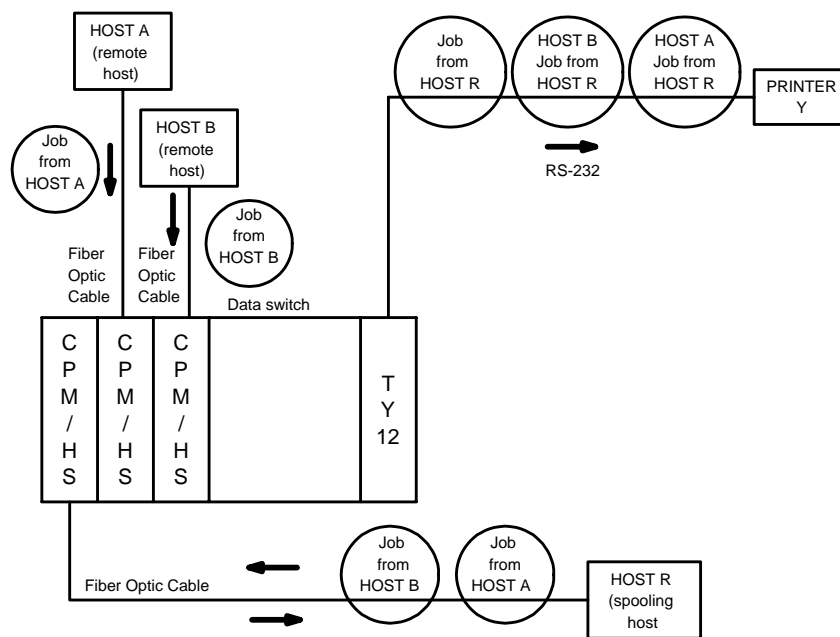 HOST A
(remote
host)
HOST B
(remote
host)
Job
from
HOST A
Job
from
HOST B
Fiber
Optic
Cable
Fiber
Optic
Cable
Data switch
Job
from
HOST R
HOST B
Job from
HOST R
HOST A
Job from
HOST R
PRINTER
Y
RS-232
C
P
M
/
H
S
C
P
M
/
H
S
C
P
M
/
H
S
T
Y
12
Fiber Optic Cable
Job
from
HOST B
Job
from
HOST A
HOST R
(spooling
host